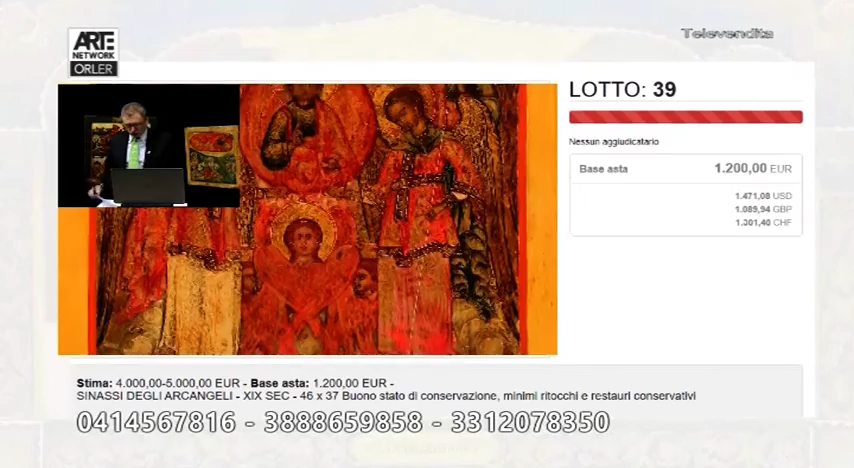 ARTE
NETWORK
ORLER
Televendita
LOTTO: 39
Nessun aggiudicatario
Base asta 1.200,00 EUR
1.471,08 USD
1.089,94 GBP
1.301,40 CHF
Stima: 4.000,00-5.000,00 EUR - Base asta: 1.200,00 EUR -
SINASSI DEGLI ARCANGELI - XIX SEC - 46 x 37 Buono stato di conservazione, minimi ritocchi e restauri conservativi
0414567816 - 3888659858 - 3312078350